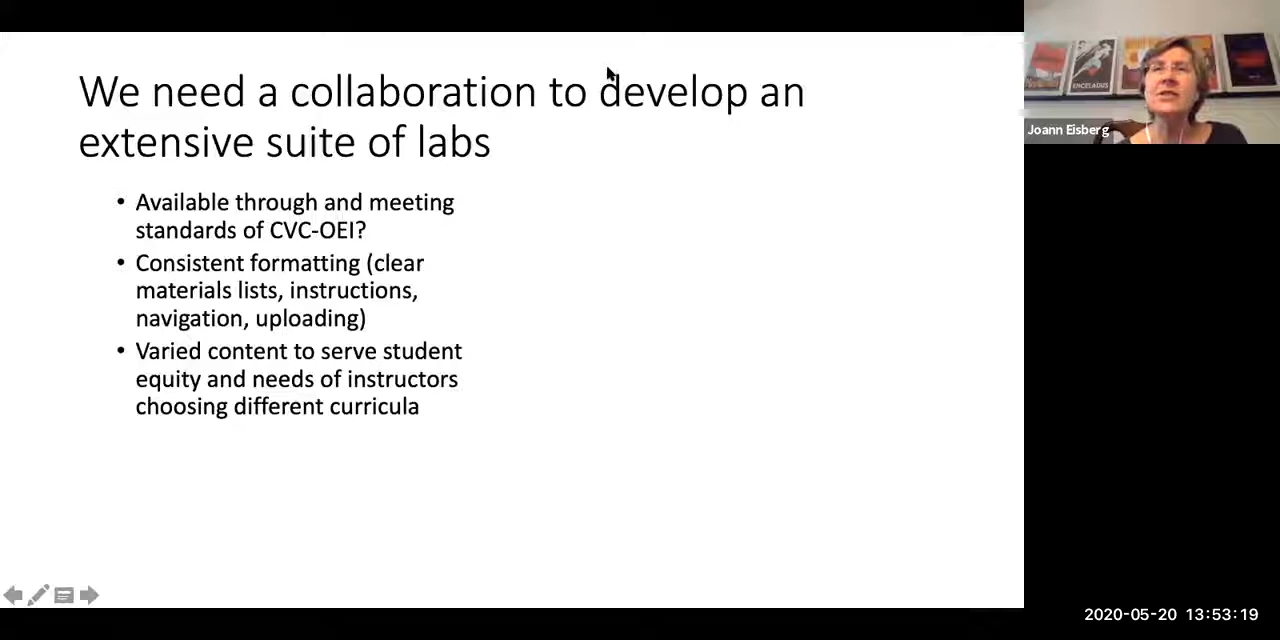 We need a collaboration to develop an
extensive suite of labs
• Available through and meeting
standards of CVC-OEI?
• Consistent formatting (clear
materials lists, instructions,
navigation, uploading)
• Varied content to serve student
equity and needs of instructors
choosing different curricula
ENCELADUS
Joann Eisberg
2020-05-20 13:53:19